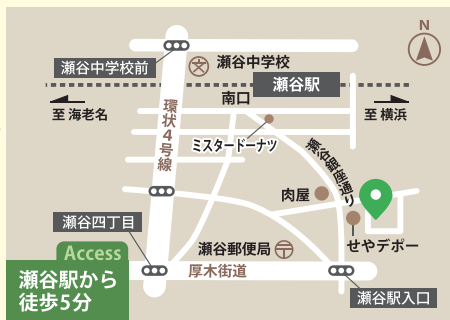 N
瀬谷中学校前
瀬谷中学校
瀬谷駅
南口
至 海老名
至 横浜
環状4号線
ミスタードーナツ
瀬谷銀座通り
肉屋
瀬谷四丁目
せやデポー
瀬谷郵便局
厚木街道
瀬谷駅入口
Access
瀬谷駅から
徒歩5分